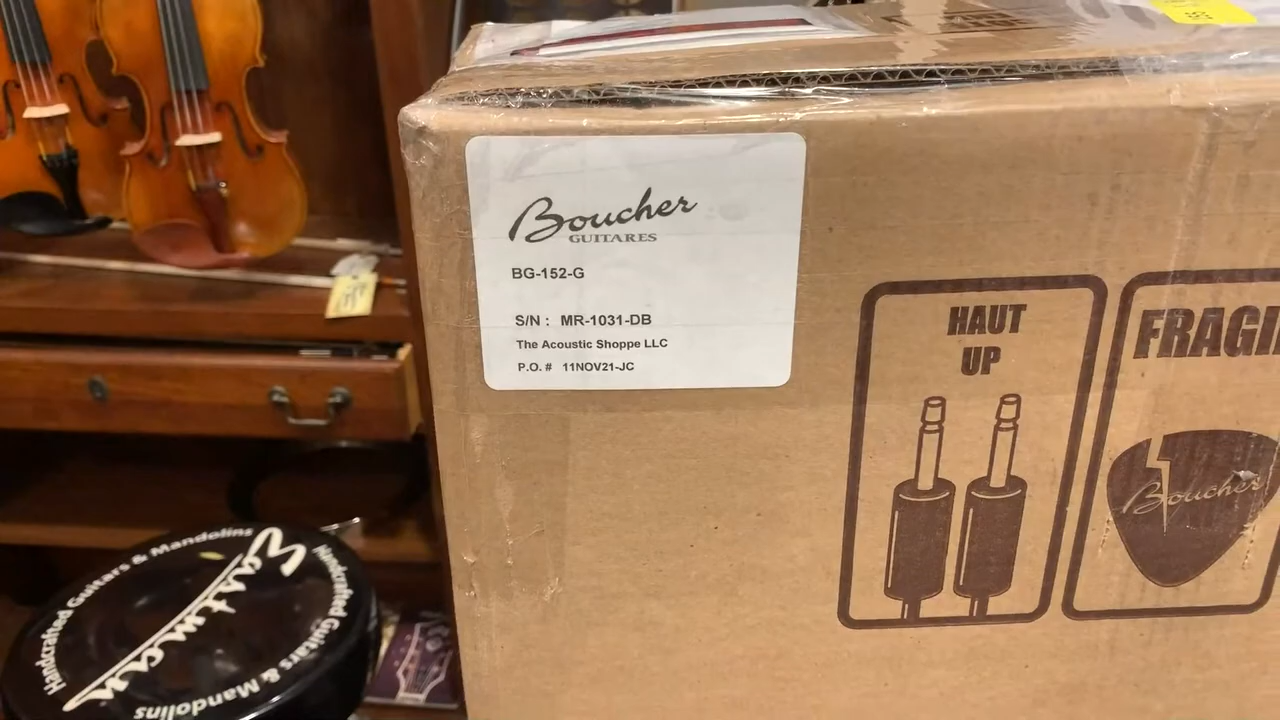 Boucher
GUITARES
BG-152-G
S/N : MR-1031-DB
The Acoustic Shoppe LLC
P.O. # 11NOV21-JC
HAUT
UP
Boucher
Eastman
Handcrafted Guitars & Mandolins
Handcrafted Guitars & Mandolins